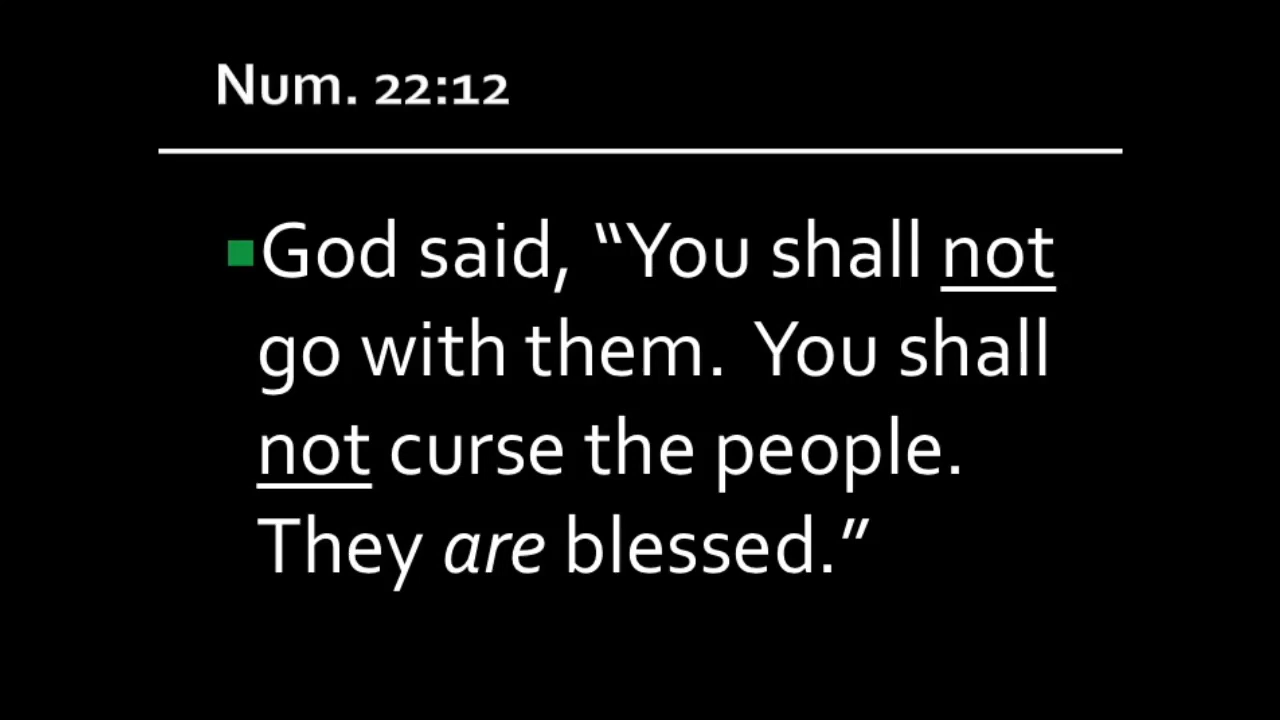 Num. 22:12
God said, “You shall not
go with them.  You shall
not curse the people.
They are blessed.”